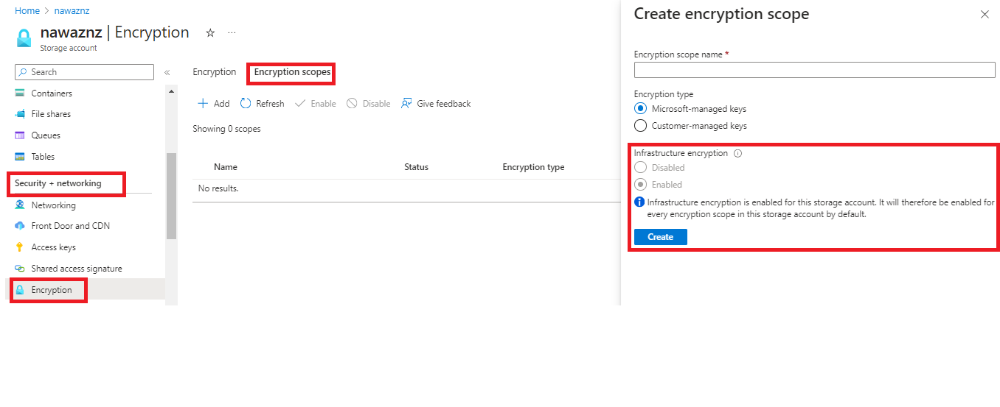 Home > nawaznz
nawaznz | Encryption ☆ ...
Storage account
Search «
Containers
File shares
Queues
Tables
Security + networking
Networking
Front Door and CDN
Access keys
Shared access signature
Encryption
Encryption Encryption scopes
Add Refresh Enable Disable Give feedback
Showing 0 scopes
Name Status Encryption type
No results.
Create encryption scope
Encryption scope name *
Encryption type
Microsoft-managed keys
Customer-managed keys
Infrastructure encryption
Disabled
Enabled
Infrastructure encryption is enabled for this storage account. It will therefore be enabled for
every encryption scope in this storage account by default.
Create